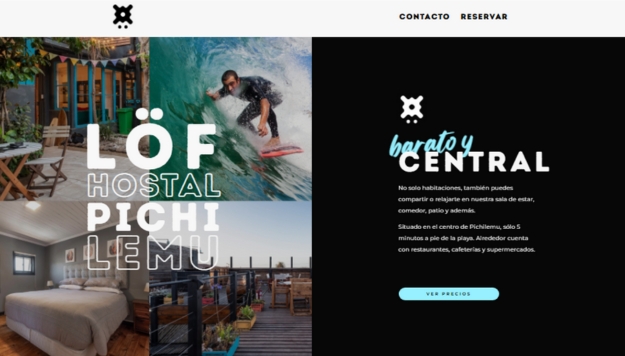 CONTACTO RESERVAR
LÖF
HOSTAL
PICHI
LEMU
barato y
CENTRAL
No solo habitaciones, también puedes
compartir o relajarte en nuestra sala de estar,
comedor, patio y además.
Situado en el centro de Pichilemu, sólo 5
minutos a pie de la playa. Alrededor cuenta
con restaurantes, cafeterías y supermercados.
VER PRECIOS